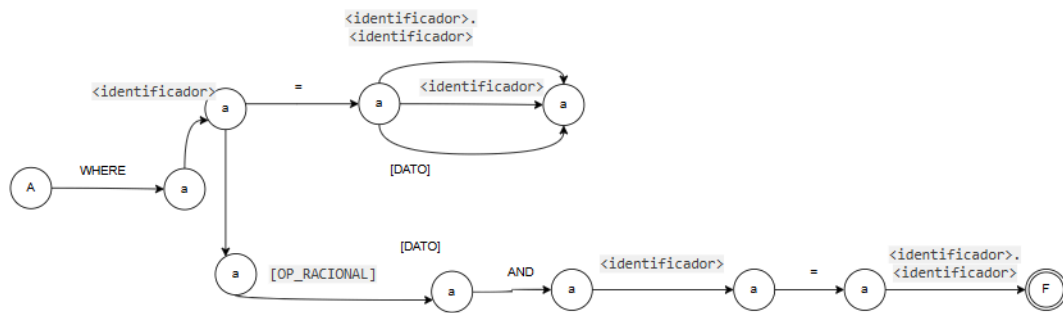 <identificador>.
<identificador>
<identificador>
a
=
a
<identificador>
a
[DATO]
A
WHERE
a
a
[OP_RACIONAL]
[DATO]
a
AND
a
<identificador>
a
=
a
<identificador>.
<identificador>
F